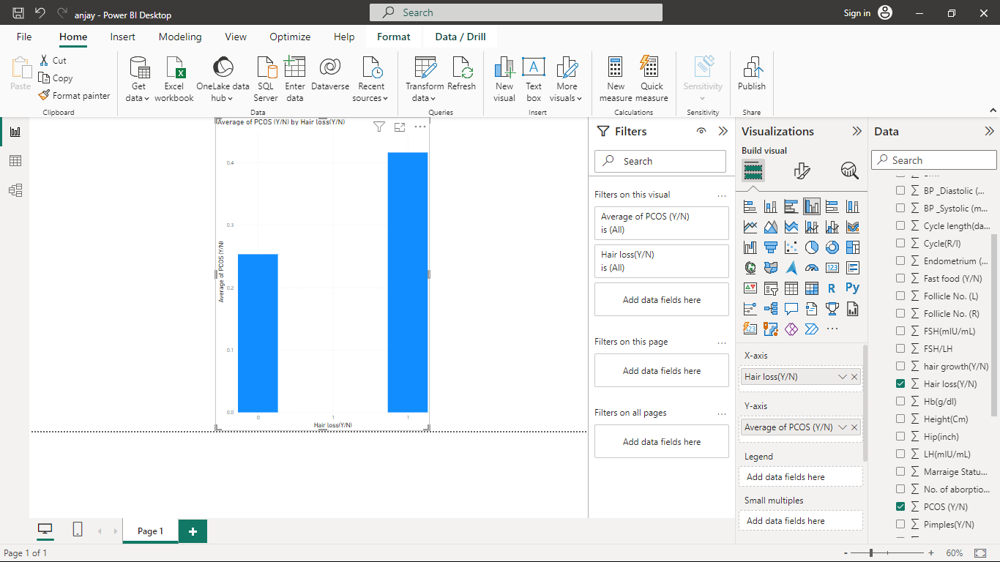 anjay - Power BI Desktop
Search
Sign in
File
Home
Insert
Modeling
View
Optimize
Help
Format
Data / Drill
Paste
Cut
Copy
Format painter
Clipboard
Get
data
Excel
workbook
OneLake data
hub
SQL
Server
Enter
data
Dataverse
Recent
sources
Data
Transform
data
Refresh
Queries
New
visual
A
Text
box
More
visuals
Insert
New
measure
Quick
measure
Calculations
Sensitivity
Sensitivity
Publish
Share
Average of PCOS (Y/N) by Hair loss(Y/N)
Average of PCOS (Y/N)
0.4
0.3
0.2
0.1
0.0
0
1
1
Hair loss(Y/N)
Filters
Search
Filters on this visual
...
Average of PCOS (Y/N)
is (All)
Hair loss(Y/N)
is (All)
Add data fields here
Filters on this page
...
Add data fields here
Filters on all pages
...
Add data fields here
Visualizations
Build visual
123
R
Py
123
...
X-axis
Hair loss(Y/N)
Y-axis
Average of PCOS (Y/N)
Legend
Add data fields here
Small multiples
Add data fields here
Data
Search
BP _Diastolic (...
BP _Systolic (m...
Cycle length(da...
Cycle(R/I)
Endometrium (...
Fast food (Y/N)
Follicle No. (L)
Follicle No. (R)
FSH(mIU/mL)
FSH/LH
hair growth(Y/N)
Hair loss(Y/N)
Hb(g/dl)
Height(Cm)
Hip(inch)
LH(mIU/mL)
Marraige Statu...
No. of aborptio...
PCOS (Y/N)
Pimples(Y/N)
Page 1
+
Page 1 of 1
-
+
60%